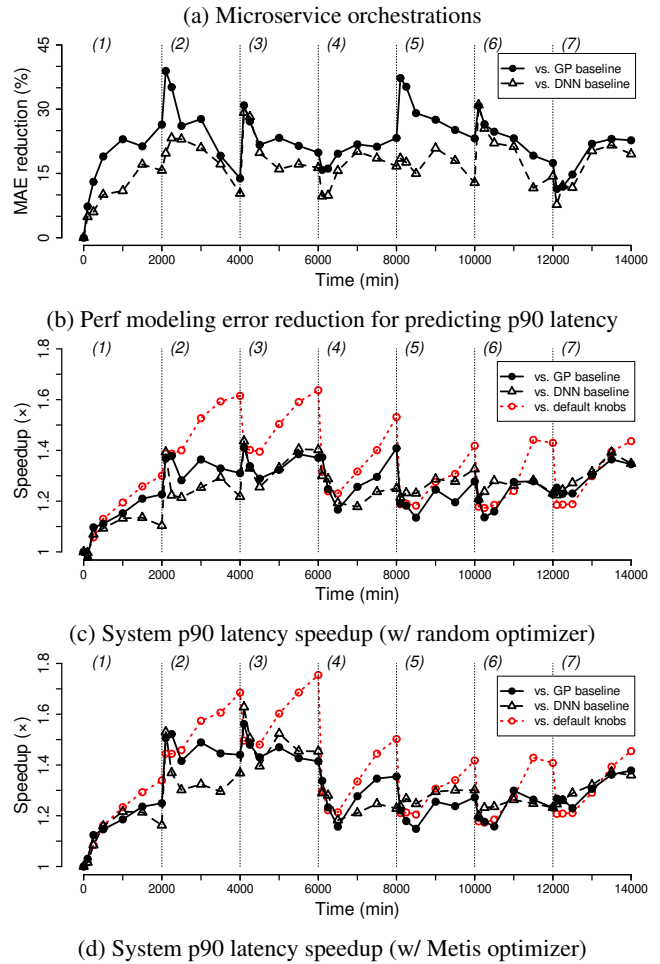 (a) Microservice orchestrations
(1) (2) (3) (4) (5) (6) (7)
vs. GP baseline
vs. DNN baseline
MAE reduction (%)
45
30
15
0
0 2000 4000 6000 8000 10000 12000 14000
Time (min)
(b) Perf modeling error reduction for predicting p90 latency
(1) (2) (3) (4) (5) (6) (7)
vs. GP baseline
vs. DNN baseline
vs. default knobs
Speedup (×)
1.8
1.6
1.4
1.2
1
0 2000 4000 6000 8000 10000 12000 14000
Time (min)
(c) System p90 latency speedup (w/ random optimizer)
(1) (2) (3) (4) (5) (6) (7)
vs. GP baseline
vs. DNN baseline
vs. default knobs
Speedup (×)
1.8
1.6
1.4
1.2
1
0 2000 4000 6000 8000 10000 12000 14000
Time (min)
(d) System p90 latency speedup (w/ Metis optimizer)